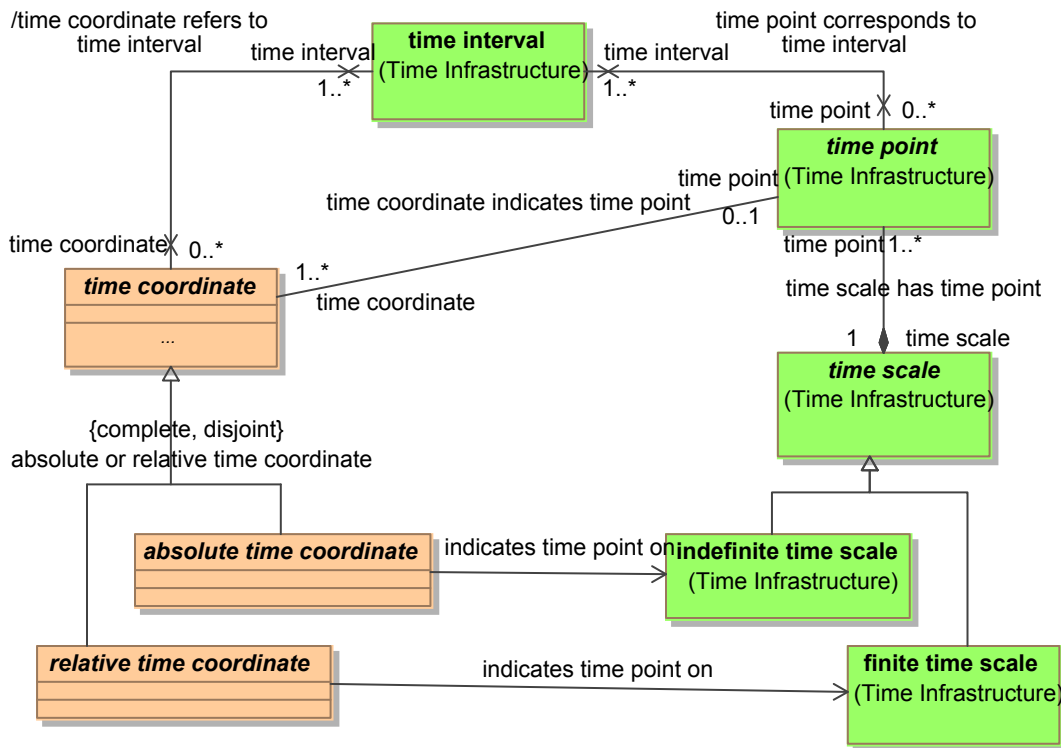 /time coordinate refers to
time interval
time interval
1..*
time interval
(Time Infrastructure)
time interval
1..*
time point corresponds to
time interval
time point
0..*
time point
(Time Infrastructure)
time point
0..1
time coordinate indicates time point
time coordinate
0..*
1..*
time coordinate
time coordinate
...
time point
1..*
time scale has time point
1
time scale
time scale
(Time Infrastructure)
{complete, disjoint}
absolute or relative time coordinate
absolute time coordinate
indicates time point on
indefinite time scale
(Time Infrastructure)
relative time coordinate
indicates time point on
finite time scale
(Time Infrastructure)